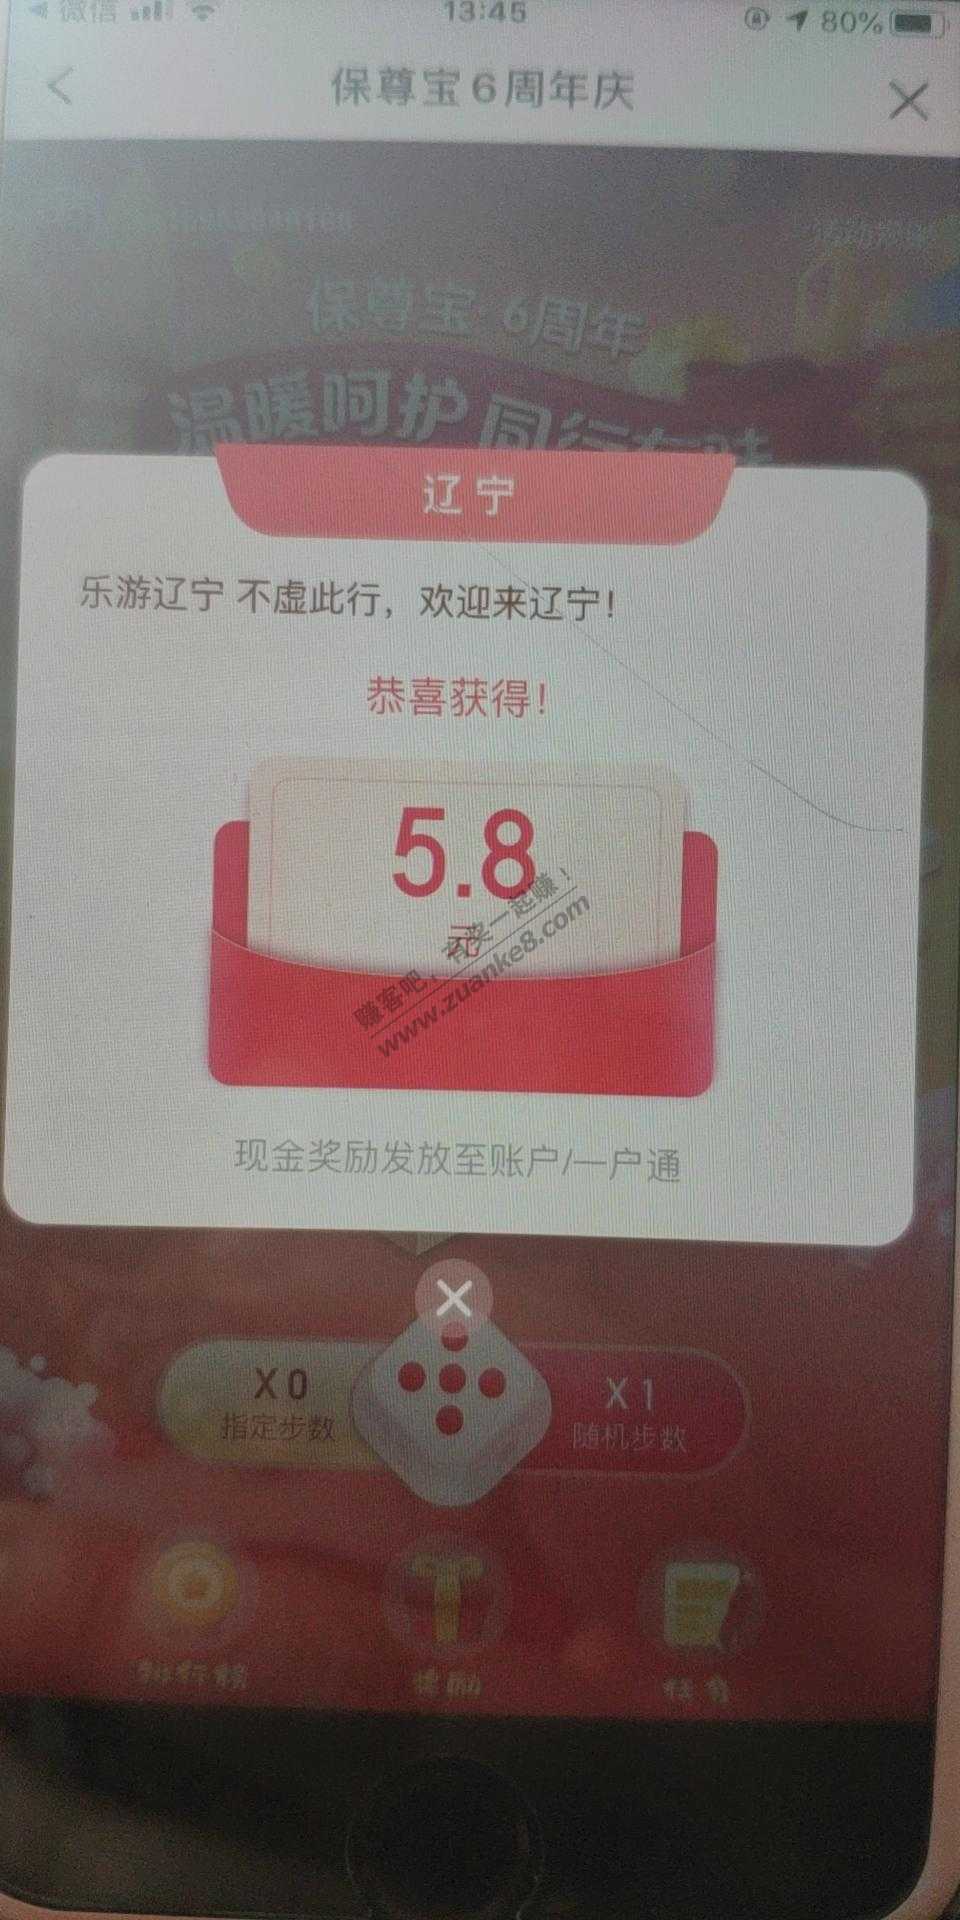 微信
13:45
80%
保尊宝6周年庆
保尊宝 6周年
温暖呵护 同行有味
辽宁
乐游辽宁 不虚此行，欢迎来辽宁！
恭喜获得！
5.8
元
赚客吧，有奖一起赚！
www.zuanke8.com
现金奖励发放至账户/一户通
X0
指定步数
X1
随机步数
排行榜
奖励
任务